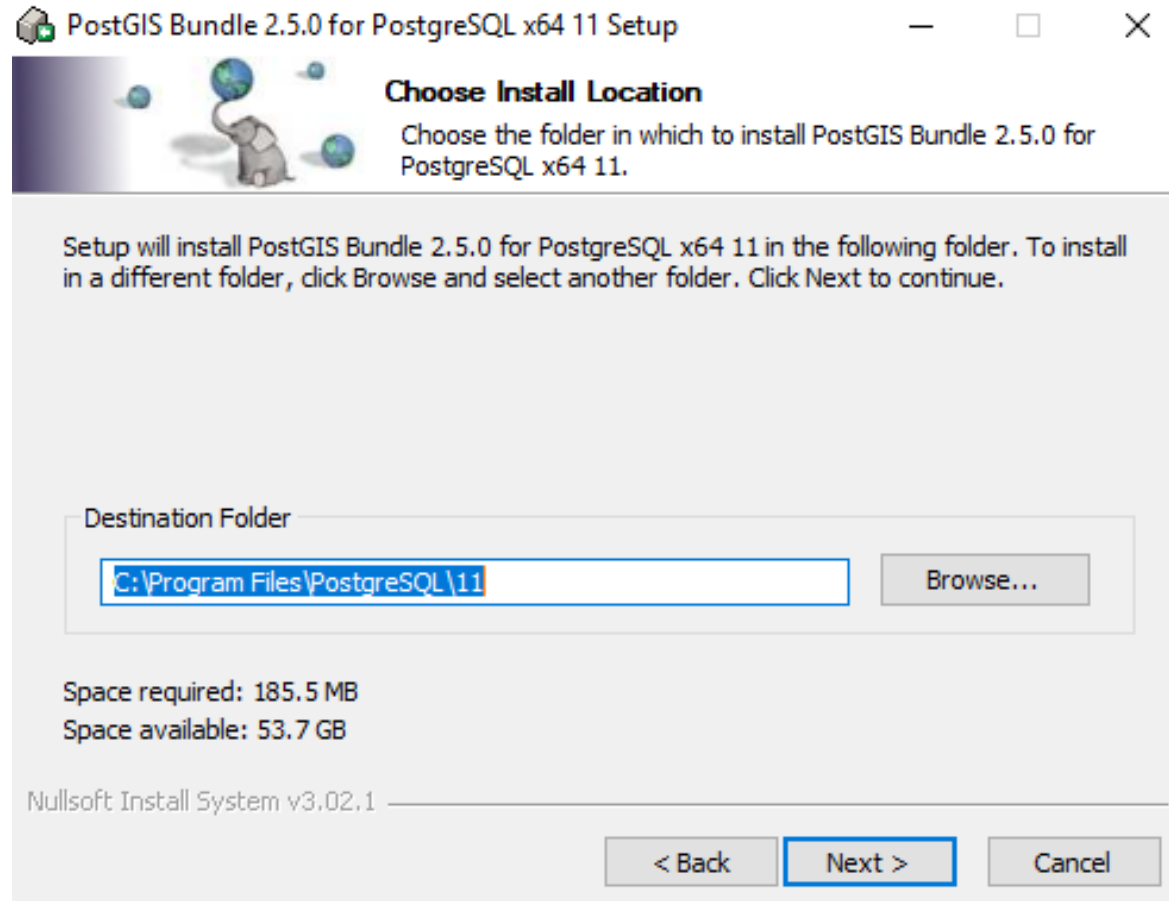 PostGIS Bundle 2.5.0 for PostgreSQL x64 11 Setup
Choose Install Location
Choose the folder in which to install PostGIS Bundle 2.5.0 for
PostgreSQL x64 11.
Setup will install PostGIS Bundle 2.5.0 for PostgreSQL x64 11 in the following folder. To install
in a different folder, click Browse and select another folder. Click Next to continue.
Destination Folder
C:\Program Files\PostgreSQL\11
Browse...
Space required: 185.5 MB
Space available: 53.7 GB
Nullsoft Install System v3.02.1
< Back
Next >
Cancel